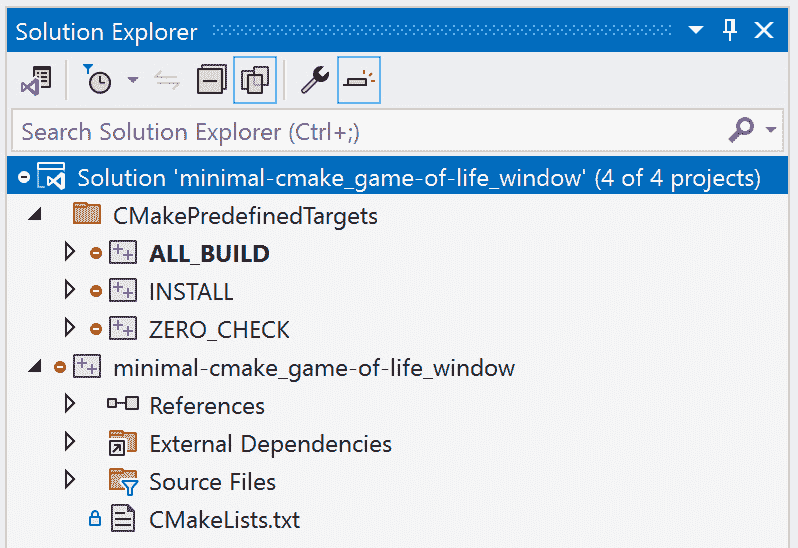 Solution Explorer
Search Solution Explorer (Ctrl+;)
Solution 'minimal-cmake_game-of-life_window' (4 of 4 projects)
CMakePredefinedTargets
ALL_BUILD
INSTALL
ZERO_CHECK
minimal-cmake_game-of-life_window
References
External Dependencies
Source Files
CMakeLists.txt